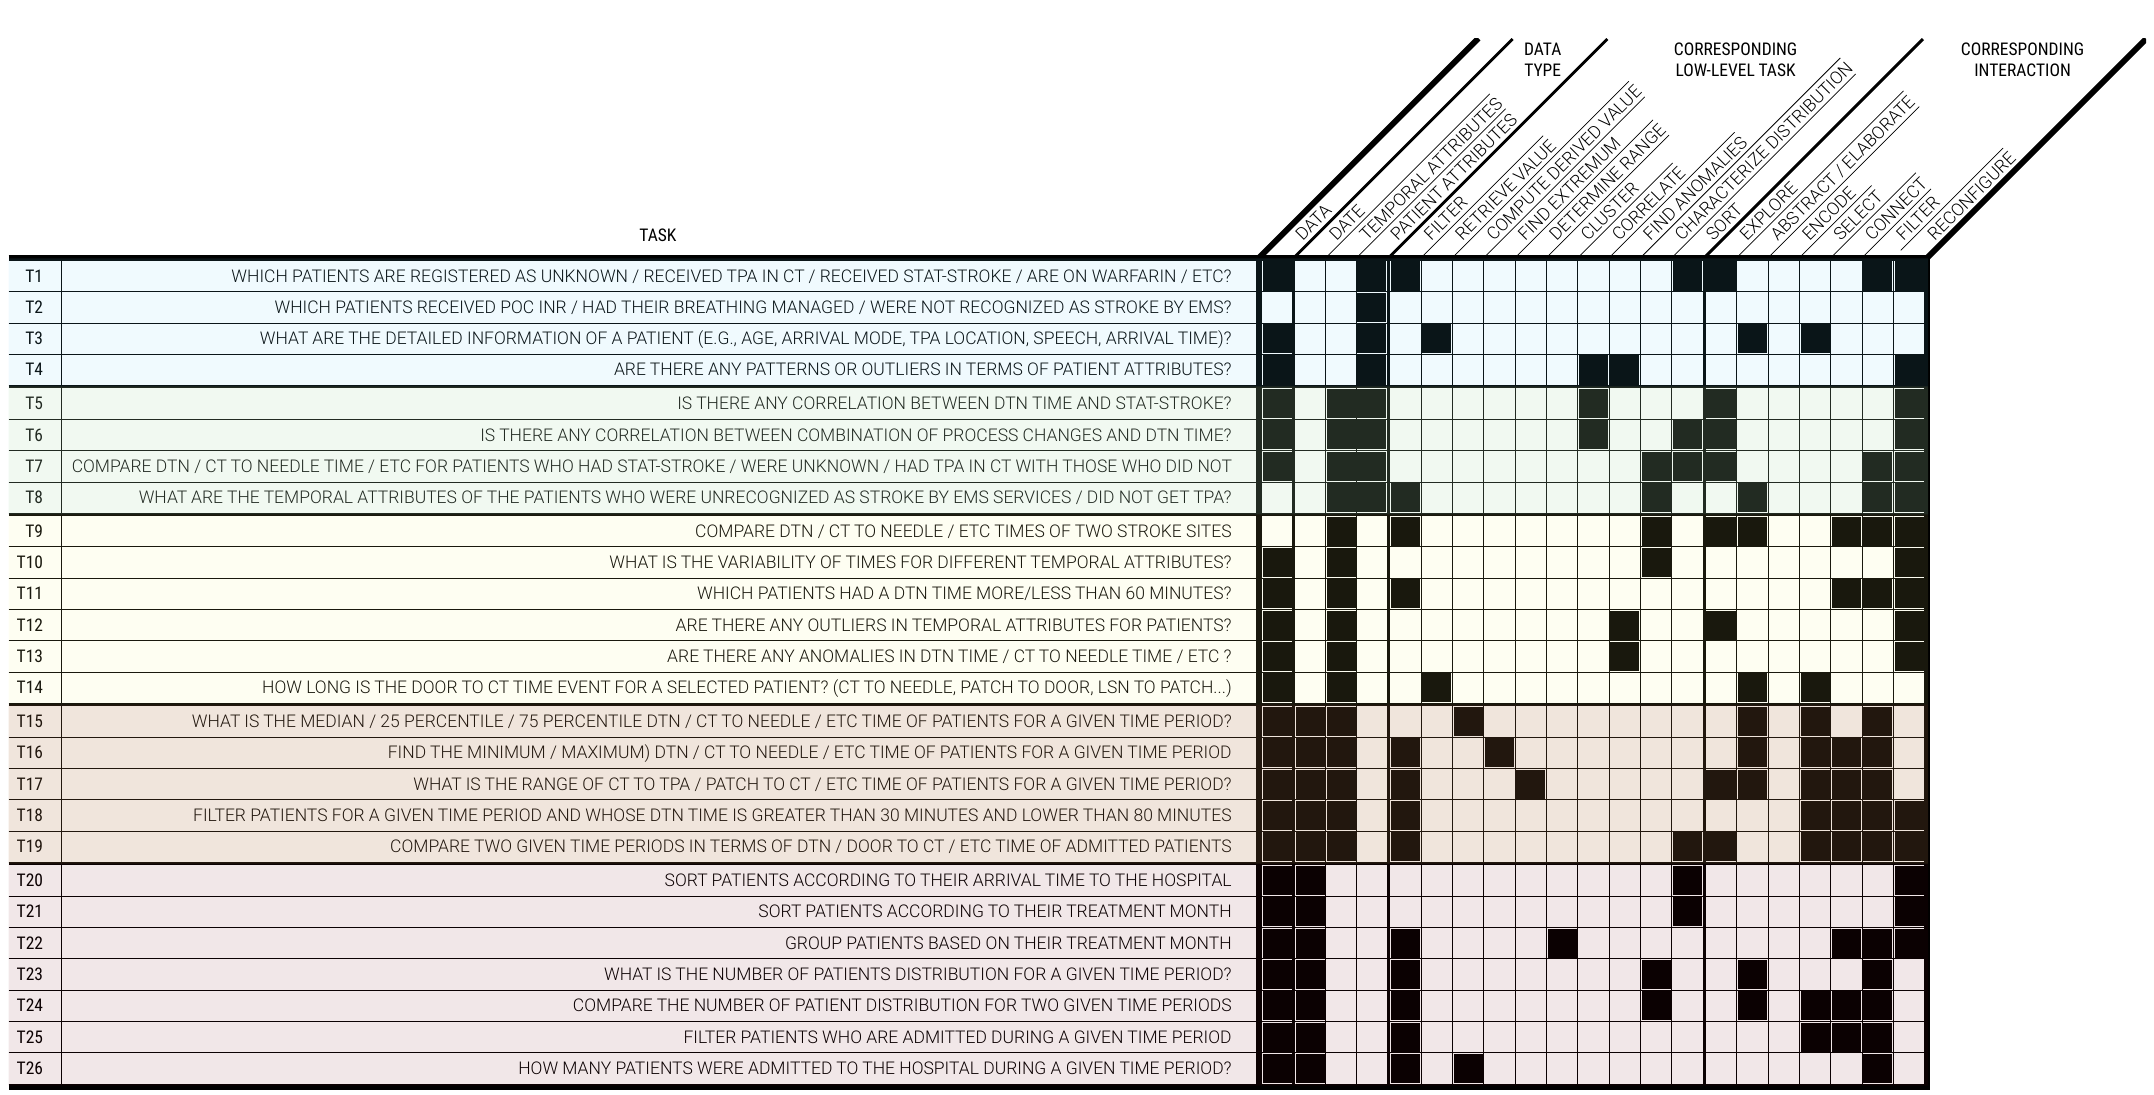 DATA
TYPE
CORRESPONDING
LOW-LEVEL TASK
CORRESPONDING
INTERACTION
TASK
DATA
DATE
TEMPORAL ATTRIBUTES
PATIENT ATTRIBUTES
FILTER
RETRIEVE VALUE
COMPUTE DERIVED VALUE
FIND EXTREMUM
DETERMINE RANGE
CLUSTER
CORRELATE
FIND ANOMALIES
CHARACTERIZE DISTRIBUTION
SORT
EXPLORE
ABSTRACT / ELABORATE
ENCODE
SELECT
CONNECT
FILTER
RECONFIGURE
T1 WHICH PATIENTS ARE REGISTERED AS UNKNOWN / RECEIVED TPA IN CT / RECEIVED STAT-STROKE / ARE ON WARFARIN / ETC?
T2 WHICH PATIENTS RECEIVED POC INR / HAD THEIR BREATHING MANAGED / WERE NOT RECOGNIZED AS STROKE BY EMS?
T3 WHAT ARE THE DETAILED INFORMATION OF A PATIENT (E.G., AGE, ARRIVAL MODE, TPA LOCATION, SPEECH, ARRIVAL TIME)?
T4 ARE THERE ANY PATTERNS OR OUTLIERS IN TERMS OF PATIENT ATTRIBUTES?
T5 IS THERE ANY CORRELATION BETWEEN DTN TIME AND STAT-STROKE?
T6 IS THERE ANY CORRELATION BETWEEN COMBINATION OF PROCESS CHANGES AND DTN TIME?
T7 COMPARE DTN / CT TO NEEDLE TIME / ETC FOR PATIENTS WHO HAD STAT-STROKE / WERE UNKNOWN / HAD TPA IN CT WITH THOSE WHO DID NOT
T8 WHAT ARE THE TEMPORAL ATTRIBUTES OF THE PATIENTS WHO WERE UNRECOGNIZED AS STROKE BY EMS SERVICES / DID NOT GET TPA?
T9 COMPARE DTN / CT TO NEEDLE / ETC TIMES OF TWO STROKE SITES
T10 WHAT IS THE VARIABILITY OF TIMES FOR DIFFERENT TEMPORAL ATTRIBUTES?
T11 WHICH PATIENTS HAD A DTN TIME MORE/LESS THAN 60 MINUTES?
T12 ARE THERE ANY OUTLIERS IN TEMPORAL ATTRIBUTES FOR PATIENTS?
T13 ARE THERE ANY ANOMALIES IN DTN TIME / CT TO NEEDLE TIME / ETC ?
T14 HOW LONG IS THE DOOR TO CT TIME EVENT FOR A SELECTED PATIENT? (CT TO NEEDLE, PATCH TO DOOR, LSN TO PATCH...)
T15 WHAT IS THE MEDIAN / 25 PERCENTILE / 75 PERCENTILE DTN / CT TO NEEDLE / ETC TIME OF PATIENTS FOR A GIVEN TIME PERIOD?
T16 FIND THE MINIMUM / MAXIMUM) DTN / CT TO NEEDLE / ETC TIME OF PATIENTS FOR A GIVEN TIME PERIOD
T17 WHAT IS THE RANGE OF CT TO TPA / PATCH TO CT / ETC TIME OF PATIENTS FOR A GIVEN TIME PERIOD?
T18 FILTER PATIENTS FOR A GIVEN TIME PERIOD AND WHOSE DTN TIME IS GREATER THAN 30 MINUTES AND LOWER THAN 80 MINUTES
T19 COMPARE TWO GIVEN TIME PERIODS IN TERMS OF DTN / DOOR TO CT / ETC TIME OF ADMITTED PATIENTS
T20 SORT PATIENTS ACCORDING TO THEIR ARRIVAL TIME TO THE HOSPITAL
T21 SORT PATIENTS ACCORDING TO THEIR TREATMENT MONTH
T22 GROUP PATIENTS BASED ON THEIR TREATMENT MONTH
T23 WHAT IS THE NUMBER OF PATIENTS DISTRIBUTION FOR A GIVEN TIME PERIOD?
T24 COMPARE THE NUMBER OF PATIENT DISTRIBUTION FOR TWO GIVEN TIME PERIODS
T25 FILTER PATIENTS WHO ARE ADMITTED DURING A GIVEN TIME PERIOD
T26 HOW MANY PATIENTS WERE ADMITTED TO THE HOSPITAL DURING A GIVEN TIME PERIOD?